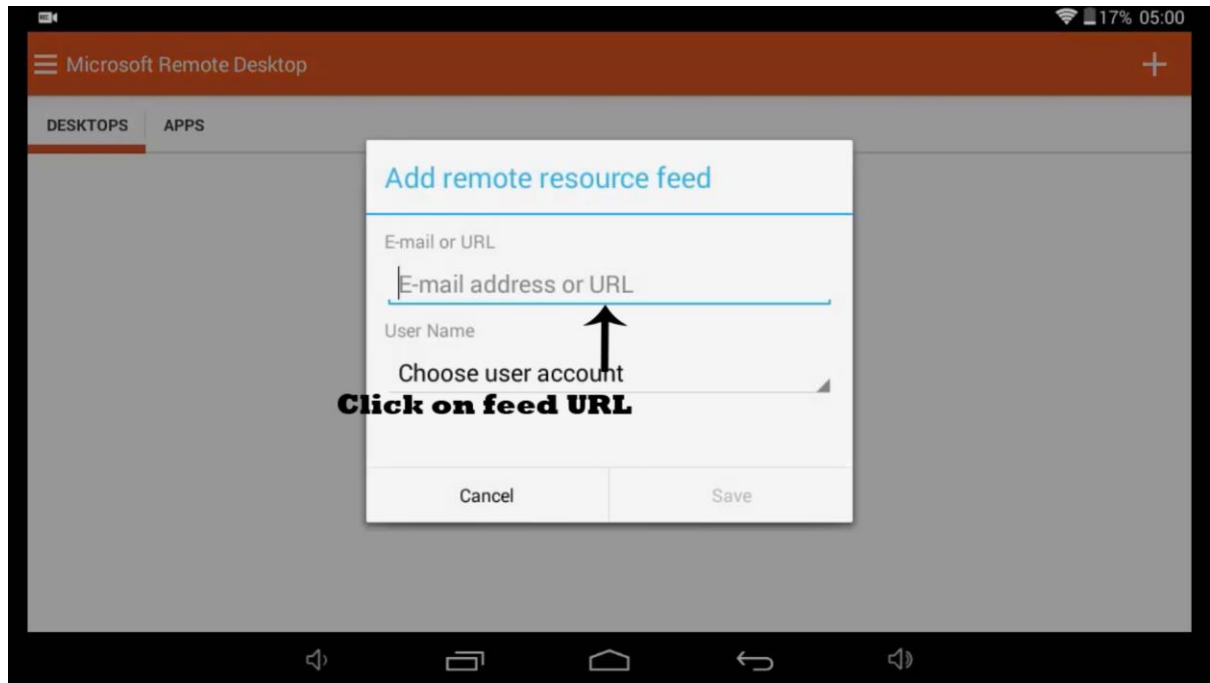 17% 05:00
Microsoft Remote Desktop
DESKTOPS APPS
Add remote resource feed
E-mail or URL
E-mail address or URL
User Name
Choose user account
Click on feed URL
Cancel Save